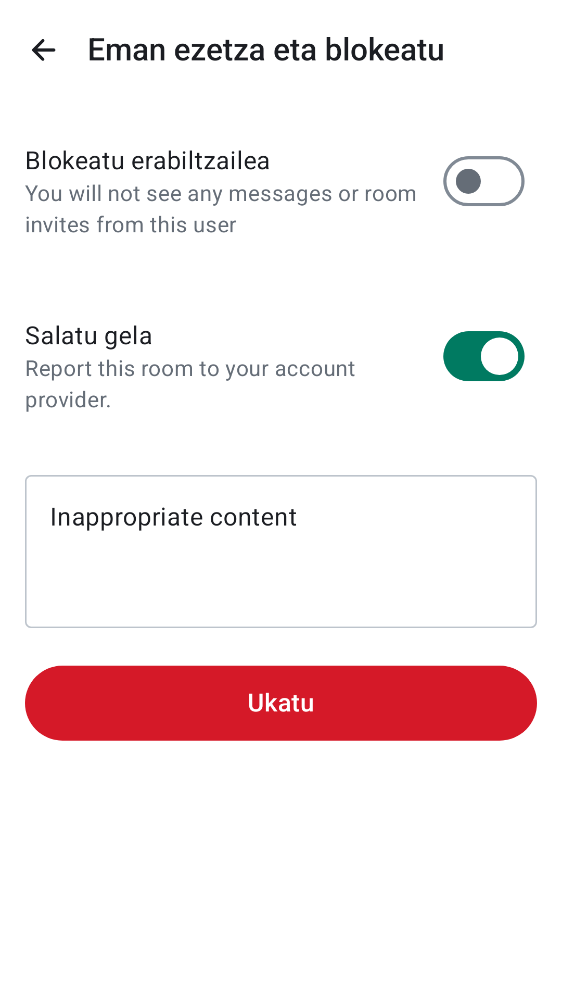 Eman ezetza eta blokeatu
Blokeatu erabiltzailea
You will not see any messages or room
invites from this user
Salatu gela
Report this room to your account
provider.
Inappropriate content
Ukatu